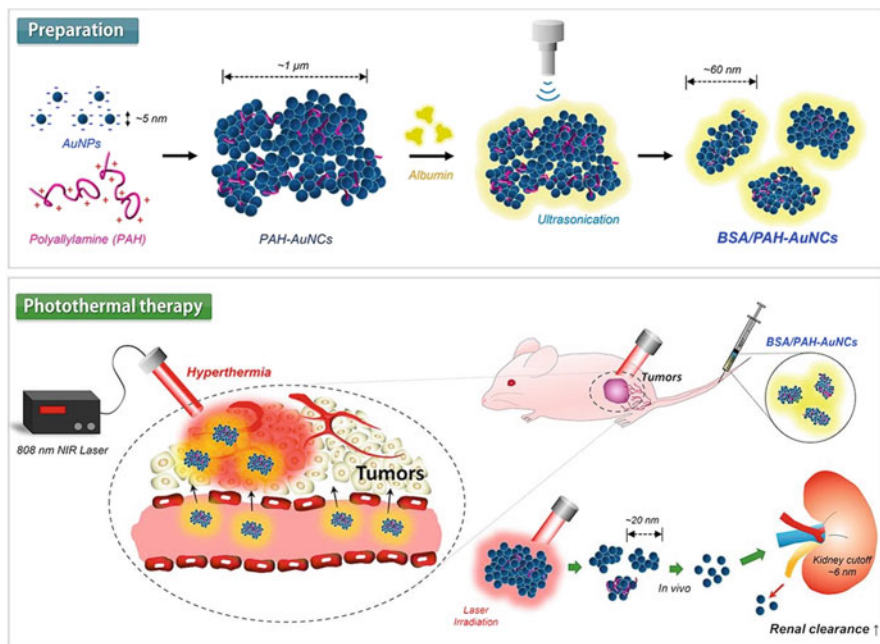 Preparation
~1 µm
~60 nm
~5 nm
AuNPs
Albumin
Polyallylamine (PAH)
PAH-AuNCs
Ultrasonication
BSA/PAH-AuNCs
Photothermal therapy
Hyperthermia
BSA/PAH-AuNCs
Tumors
808 nm NIR Laser
Tumors
~20 nm
Kidney cutoff
~6 nm
In vivo
Laser
Irradiation
Renal clearance ↑